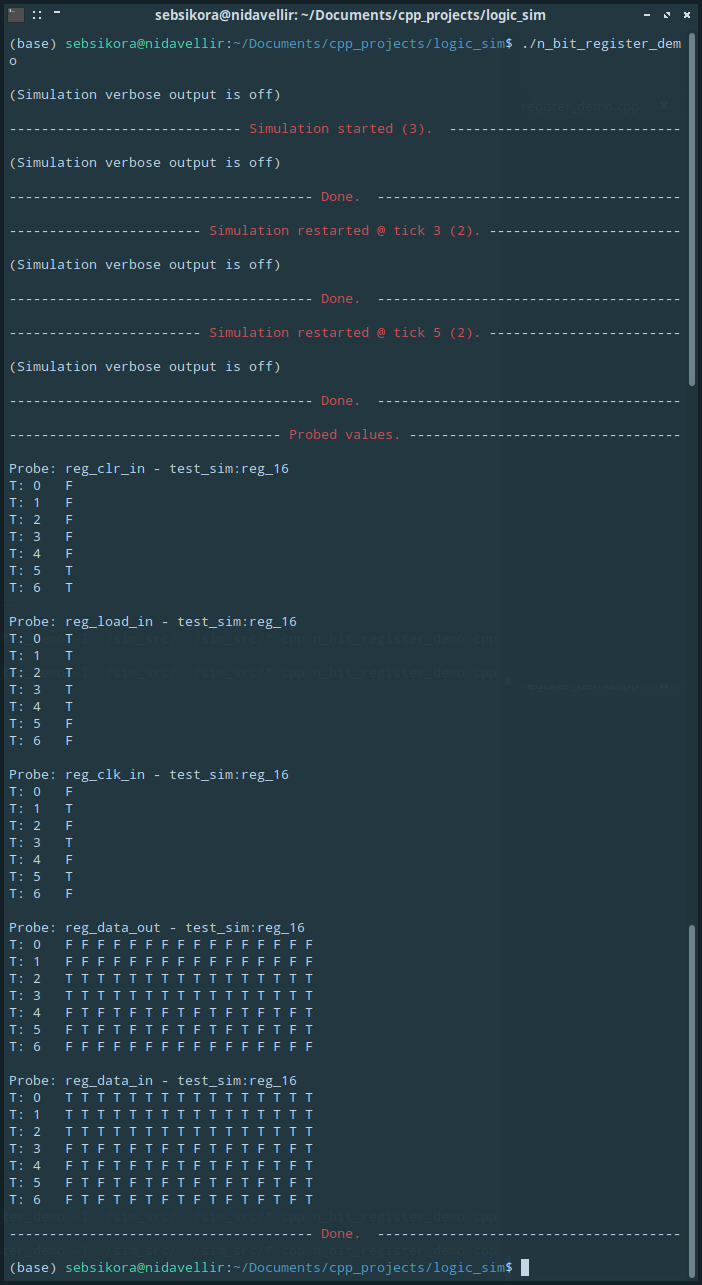 sebsikora@nidavellir: ~/Documents/cpp_projects/logic_sim
(base) sebsikora@nidavellir:~/Documents/cpp_projects/logic_sim$ ./n_bit_register_dem
o
(Simulation verbose output is off)
----------------------------- Simulation started (3).  -----------------------------
(Simulation verbose output is off)
-------------------------------------- Done.  --------------------------------------
------------------------ Simulation restarted @ tick 3 (2). ------------------------
(Simulation verbose output is off)
-------------------------------------- Done.  --------------------------------------
------------------------ Simulation restarted @ tick 5 (2). ------------------------
(Simulation verbose output is off)
-------------------------------------- Done.  --------------------------------------
---------------------------------- Probed values. ----------------------------------
Probe: reg_clr_in - test_sim:reg_16
T: 0   F
T: 1   F
T: 2   F
T: 3   F
T: 4   F
T: 5   T
T: 6   T
Probe: reg_load_in - test_sim:reg_16
T: 0   T
T: 1   T
T: 2   T
T: 3   T
T: 4   T
T: 5   F
T: 6   F
Probe: reg_clk_in - test_sim:reg_16
T: 0   F
T: 1   T
T: 2   F
T: 3   T
T: 4   F
T: 5   T
T: 6   F
Probe: reg_data_out - test_sim:reg_16
T: 0   F F F F F F F F F F F F F F F F
T: 1   F F F F F F F F F F F F F F F F
T: 2   T T T T T T T T T T T T T T T T
T: 3   T T T T T T T T T T T T T T T T
T: 4   F T F T F T F T F T F T F T F T
T: 5   F T F T F T F T F T F T F T F T
T: 6   F F F F F F F F F F F F F F F F
Probe: reg_data_in - test_sim:reg_16
T: 0   T T T T T T T T T T T T T T T T
T: 1   T T T T T T T T T T T T T T T T
T: 2   T T T T T T T T T T T T T T T T
T: 3   F T F T F T F T F T F T F T F T
T: 4   F T F T F T F T F T F T F T F T
T: 5   F T F T F T F T F T F T F T F T
T: 6   F T F T F T F T F T F T F T F T
-------------------------------------- Done.  --------------------------------------
(base) sebsikora@nidavellir:~/Documents/cpp_projects/logic_sim$